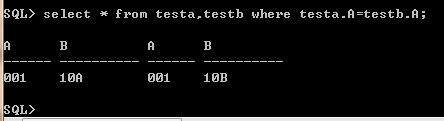 SQL> select * from testa,testb where testa.A=testb.A;
A B A B
------ ---------- ------ ----------
001 10A 001 10B
SQL>